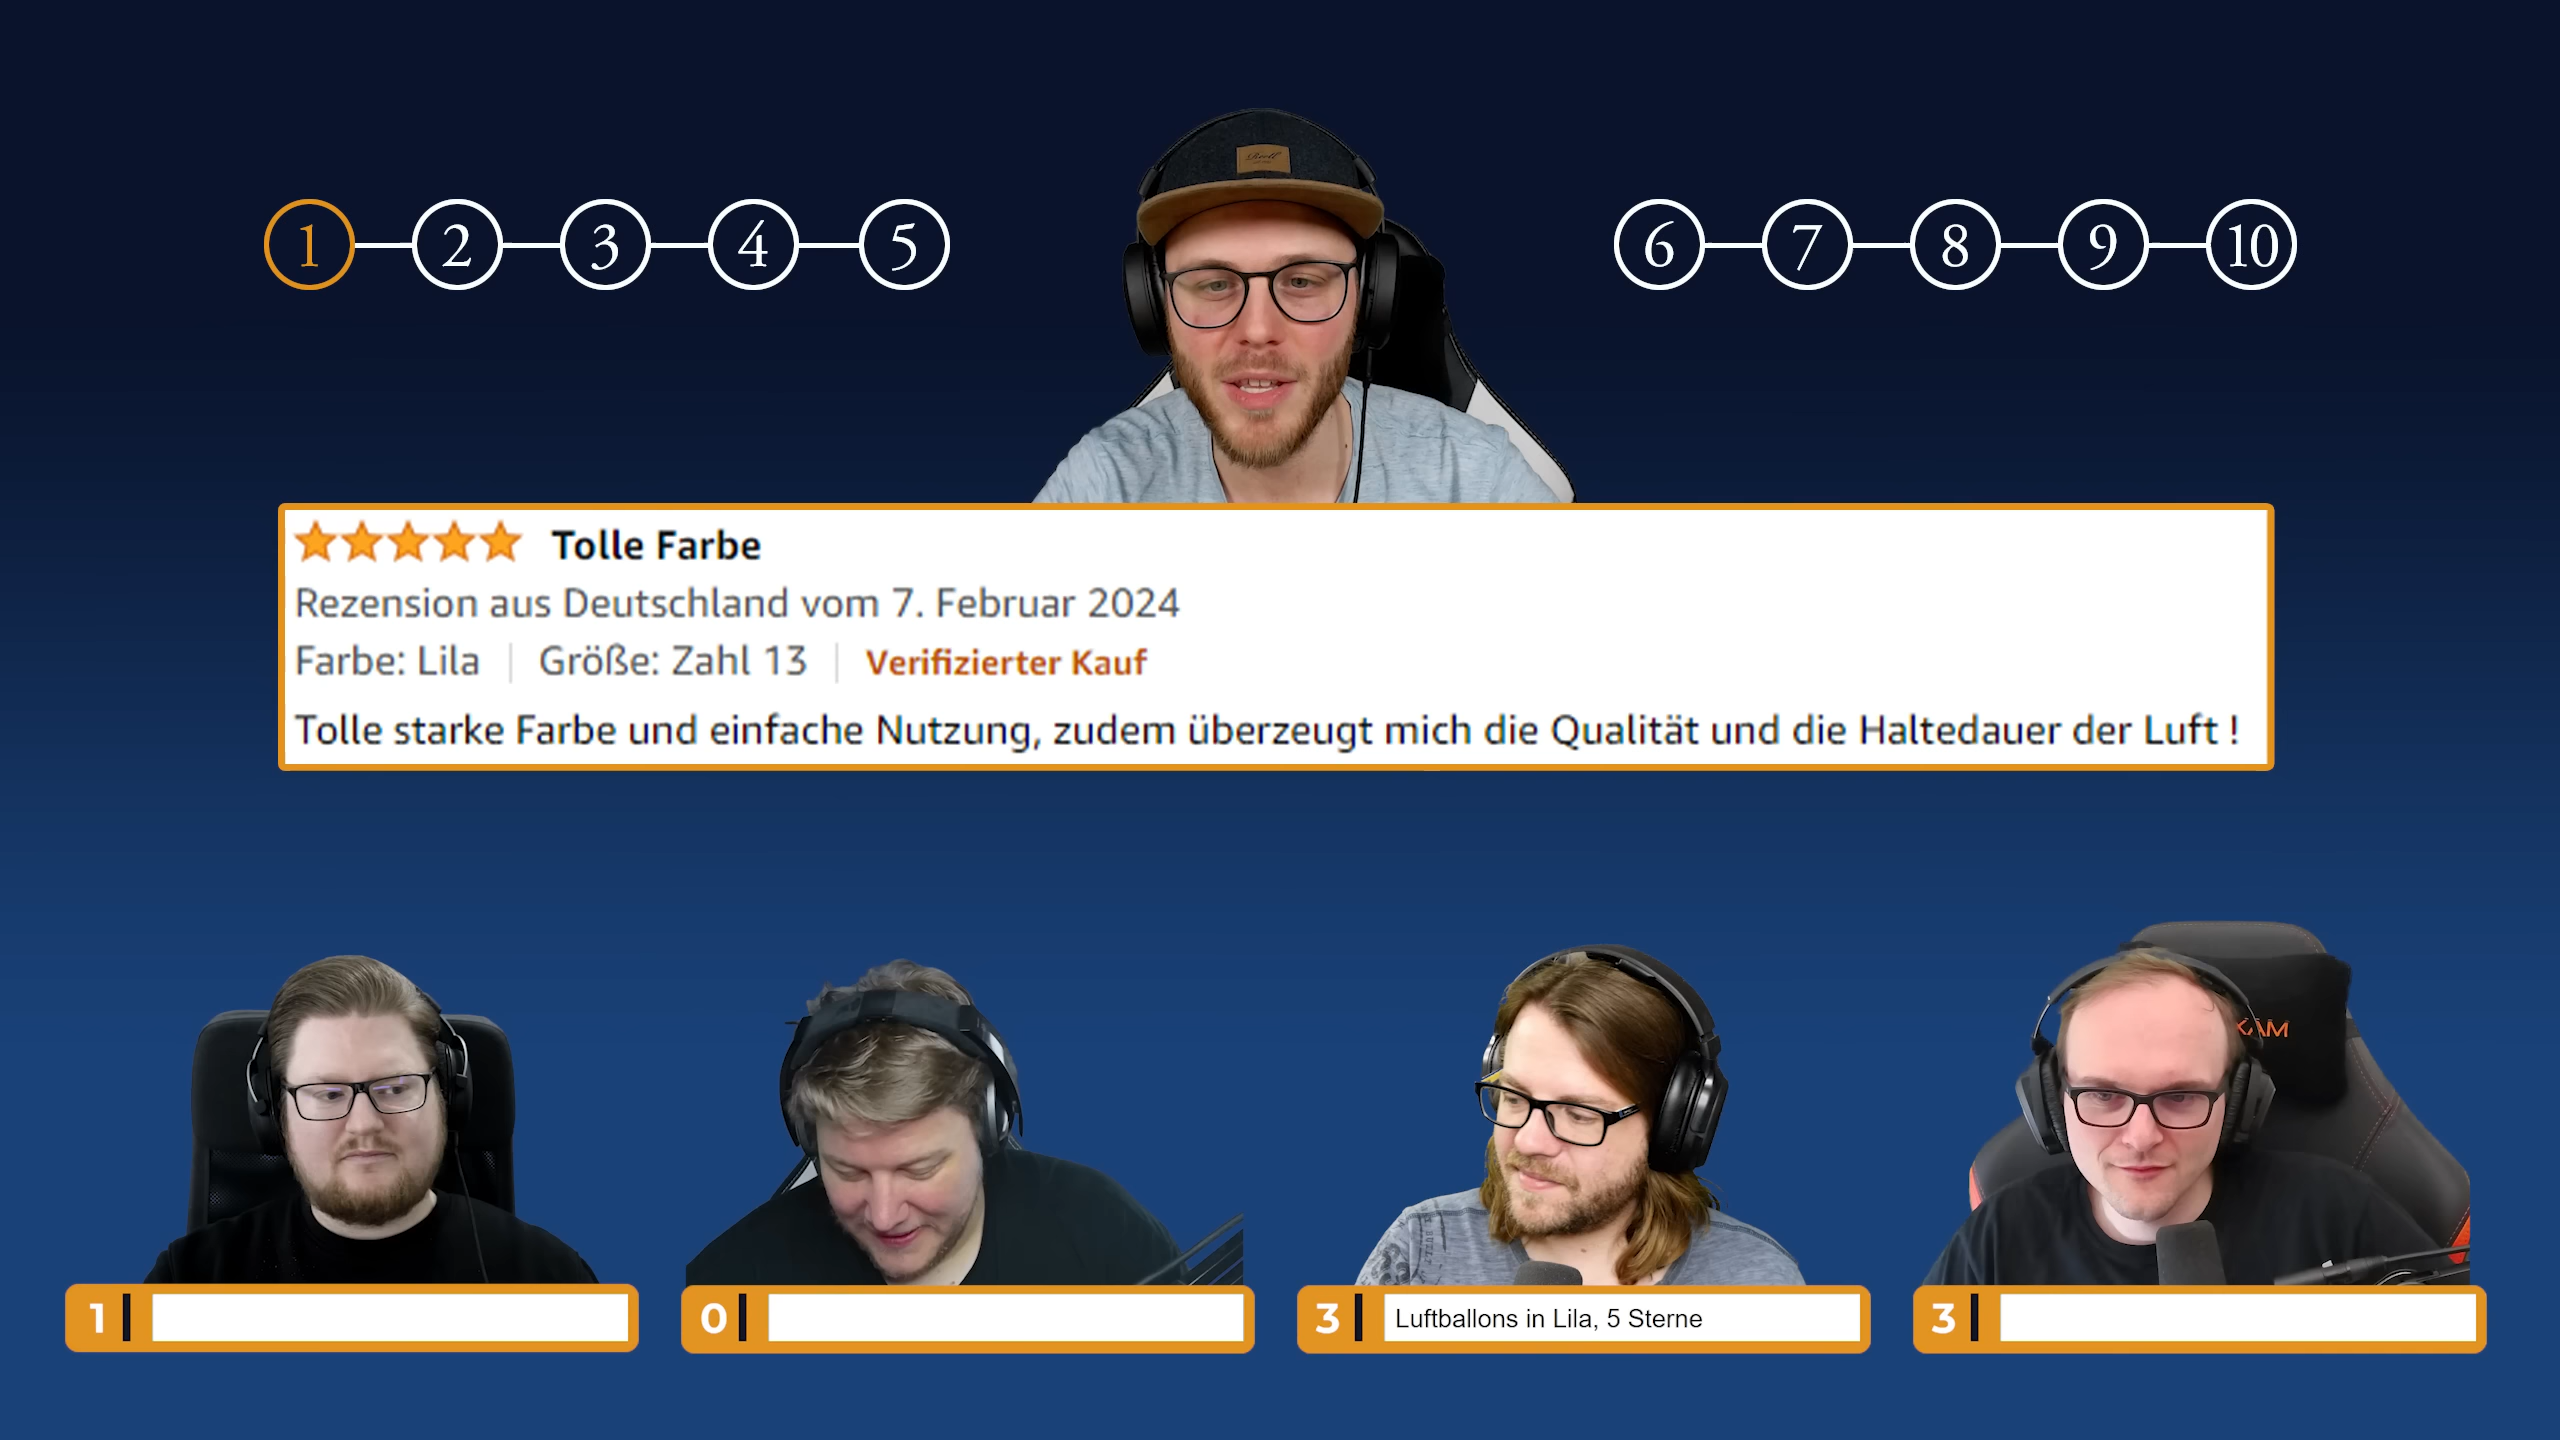 1 2 3 4 5 6 7 8 9 10
Tolle Farbe
Rezension aus Deutschland vom 7. Februar 2024
Farbe: Lila | Größe: Zahl 13 | Verifizierter Kauf
Tolle starke Farbe und einfache Nutzung, zudem überzeugt mich die Qualität und die Haltedauer der Luft !
KAM
1
0
3 Luftballons in Lila, 5 Sterne
3